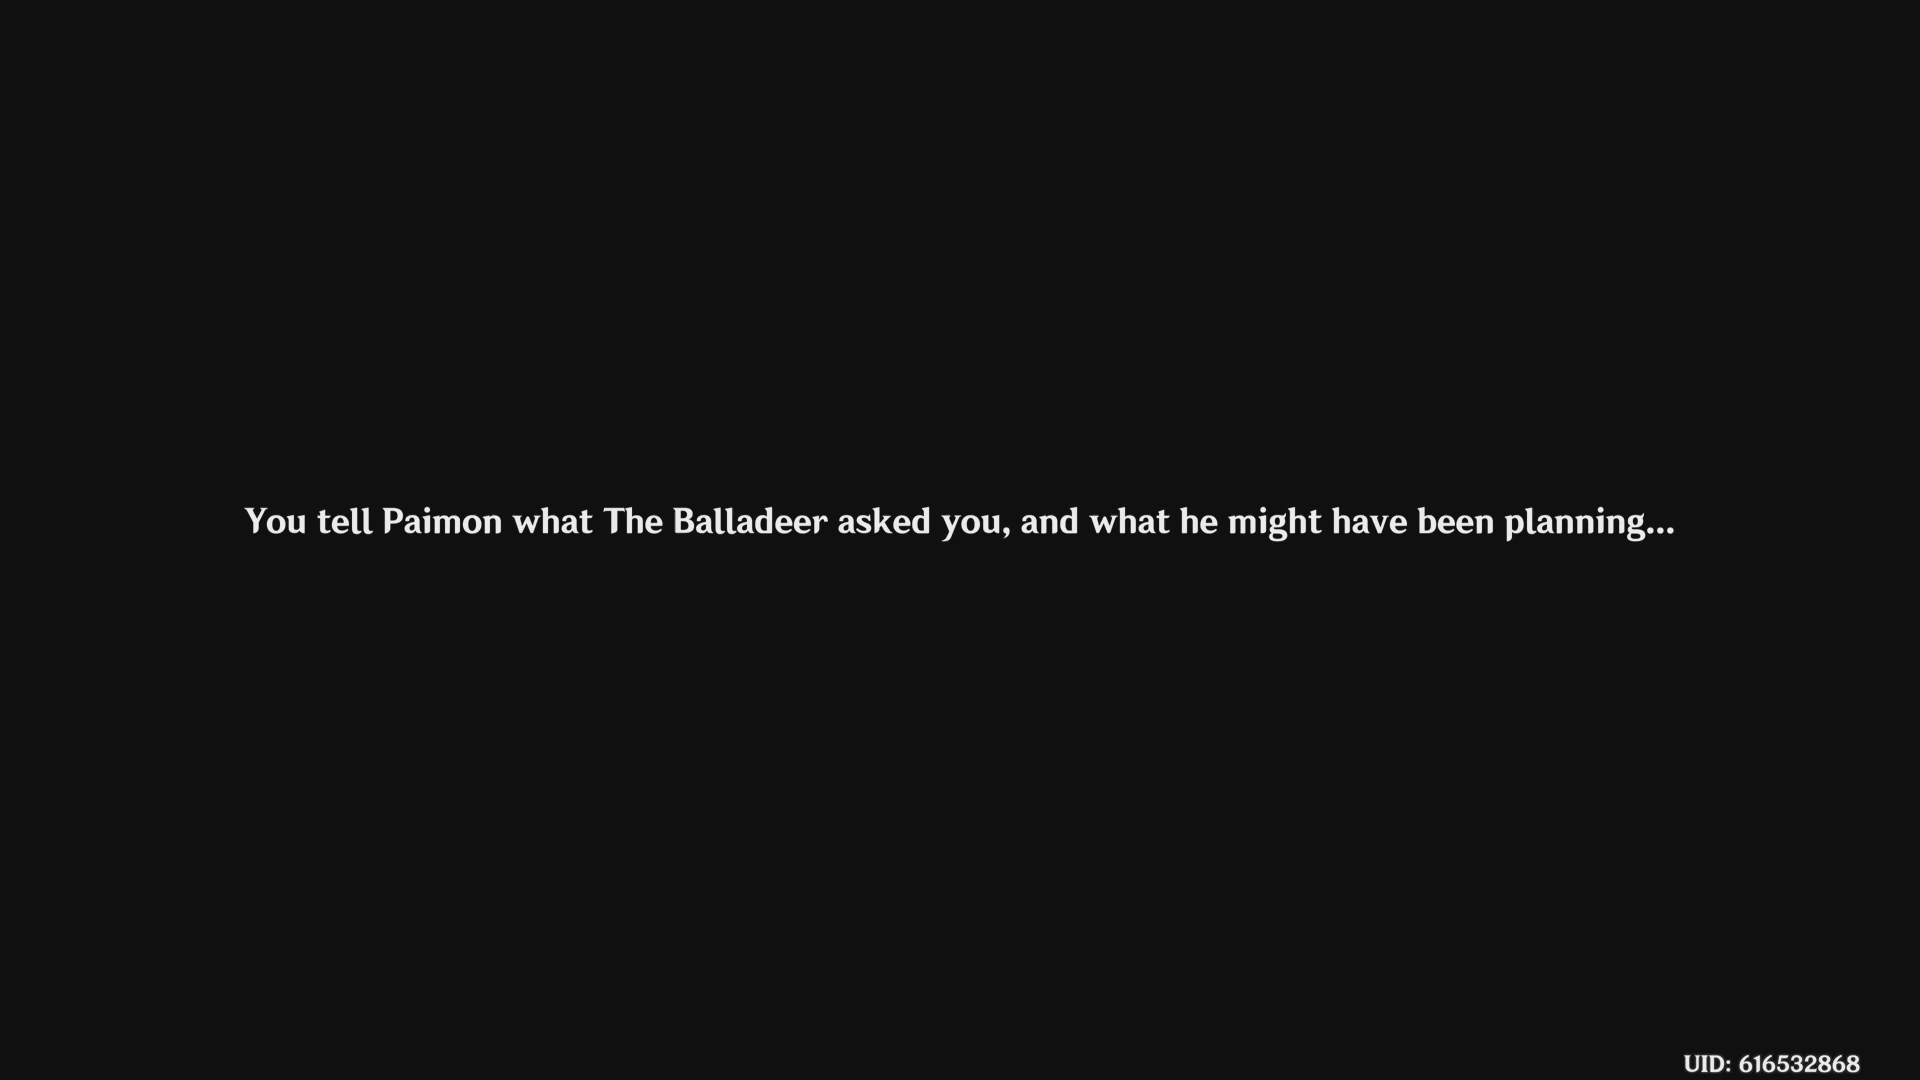 You tell Paimon what The Balladeer asked you, and what he might have been planning...
UID: 616532868